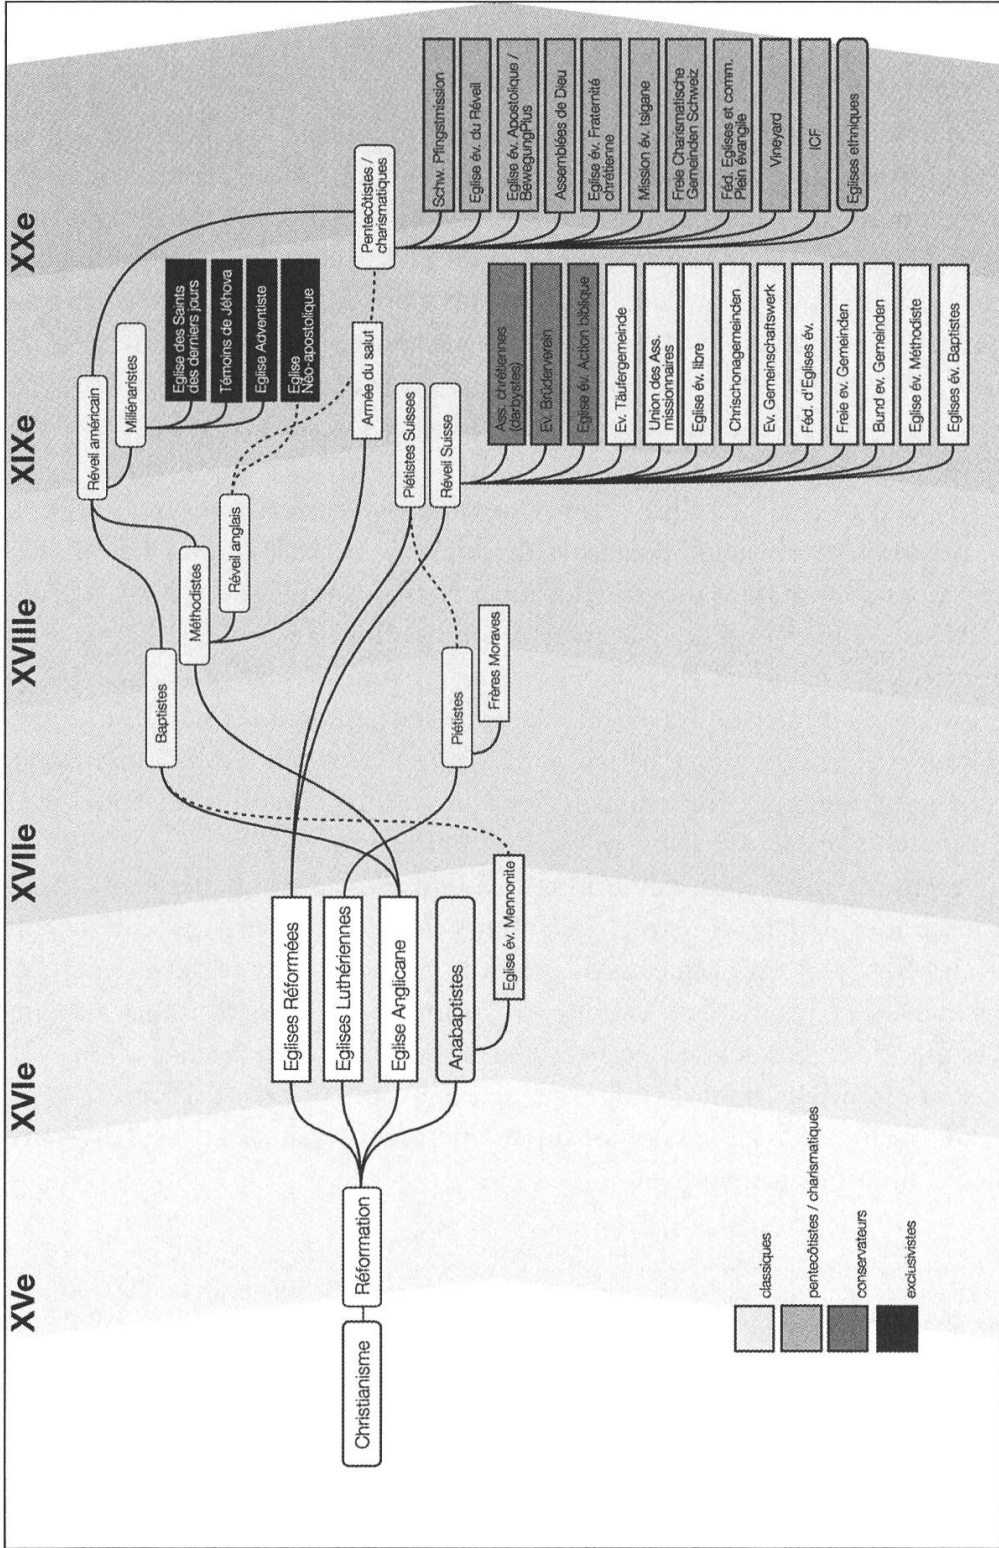 XVe
XVIe
XVIIe
XVIIIe
XIXe
XXe
Christianisme
Réformation
Eglises Réformées
Eglises Luthériennes
Eglise Anglicane
Anabaptistes
Eglise év. Mennonite
Baptistes
Méthodistes
Réveil anglais
Piétistes
Frères Moraves
Réveil américain
Millénaristes
Eglise des Saints
des derniers jours
Témoins de Jéhova
Eglise Adventiste
Eglise
Néo-apostolique
Armée du salut
Piétistes Suisses
Réveil Suisse
Ass. chrétiennes
(darbystes)
Ev. Brüderverein
Eglise év. Action biblique
Ev. Täufergemeinde
Union des Ass.
missionnaires
Eglise év. libre
Chrischonagemeinden
Ev. Gemeinschaftswerk
Féd. d'Eglises év.
Freie ev. Gemeinden
Bund ev. Gemeinden
Eglise év. Méthodiste
Eglises év. Baptistes
Pentecôtistes /
charismatiques
Schw. Pfingstmission
Eglise év. du Réveil
Eglise év. Apostolique /
BewegungPlus
Assemblées de Dieu
Eglise év. Fraternité
chrétienne
Mission év. tsigane
Freie Charismatische
Gemeinden Schweiz
Féd. Eglises et comm.
Plein évangile
Vineyard
ICF
Eglises ethniques
classiques
pentecôtistes / charismatiques
conservateurs
exclusivistes